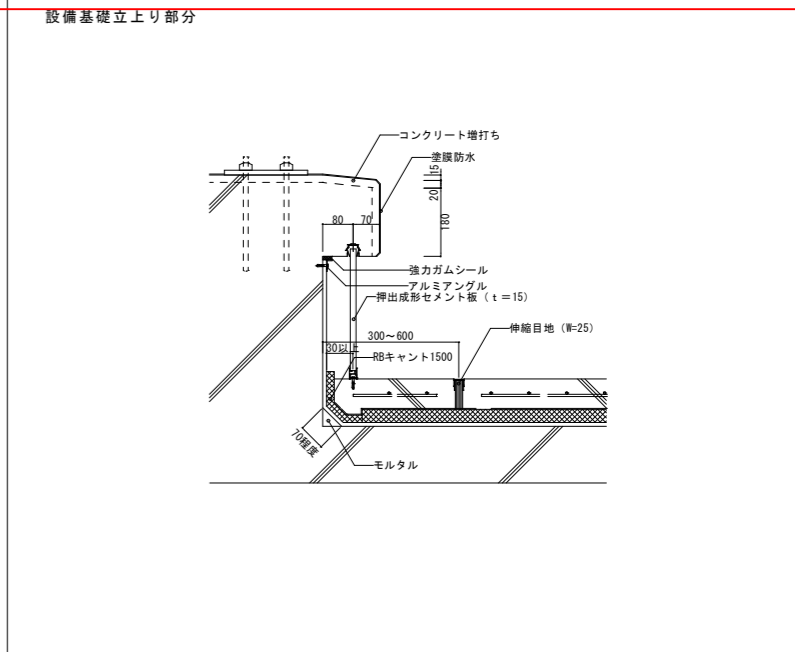 設備基礎立上り部分
コンクリート増打ち
塗膜防水
15
20
180
80
70
強力ガムシール
アルミアングル
押出成形セメント板（ｔ＝15）
300～600
伸縮目地（W=25）
30以上
RBキャント1500
70程度
モルタル